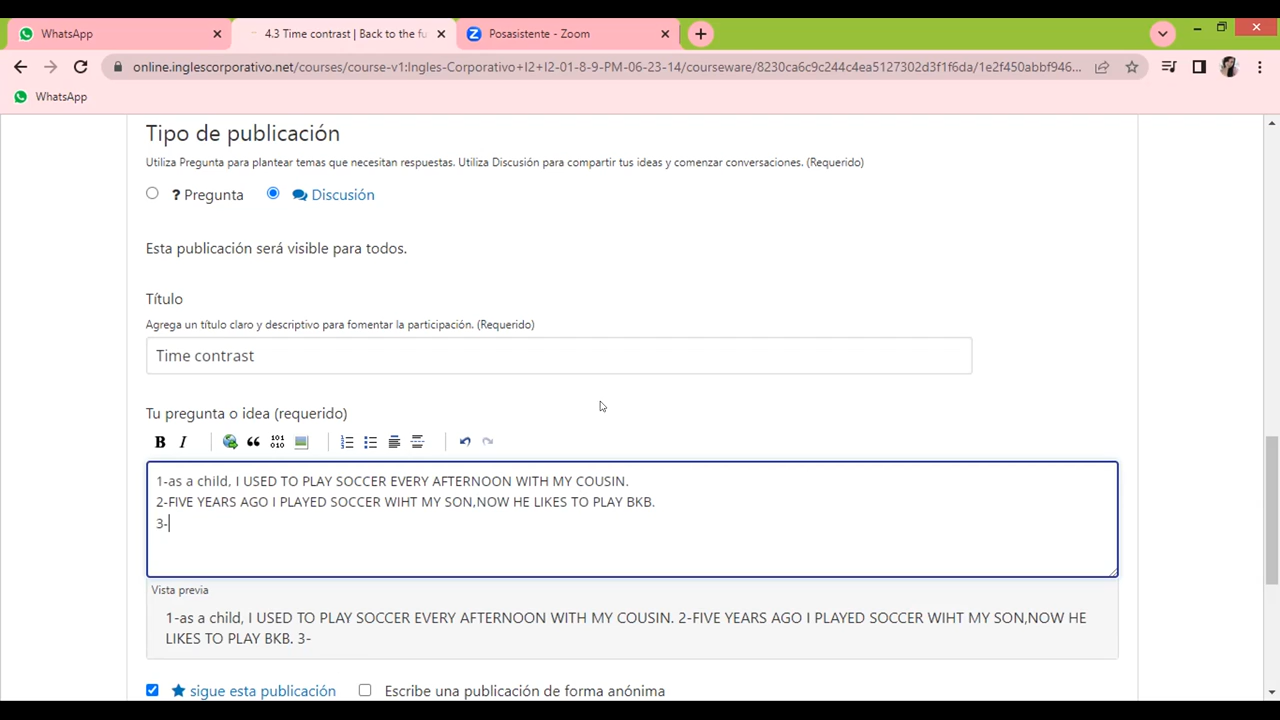 WhatsApp
4.3 Time contrast | Back to the fu
Posasistente - Zoom
online.inglescorporativo.net/courses/course-v1:Ingles-Corporativo+I2+I2-01-8-9-PM-06-23-14/courseware/8230ca6c9c244c4ea5127302d3f1f6da/1e2f450abbf946...
WhatsApp
Tipo de publicación
Utiliza Pregunta para plantear temas que necesitan respuestas. Utiliza Discusión para compartir tus ideas y comenzar conversaciones. (Requerido)
? Pregunta
Discusión
Esta publicación será visible para todos.
Título
Agrega un título claro y descriptivo para fomentar la participación. (Requerido)
Time contrast
Tu pregunta o idea (requerido)
B I
1-as a child, I USED TO PLAY SOCCER EVERY AFTERNOON WITH MY COUSIN.
2-FIVE YEARS AGO I PLAYED SOCCER WIHT MY SON,NOW HE LIKES TO PLAY BKB.
3-
Vista previa
1-as a child, I USED TO PLAY SOCCER EVERY AFTERNOON WITH MY COUSIN. 2-FIVE YEARS AGO I PLAYED SOCCER WIHT MY SON,NOW HE
LIKES TO PLAY BKB. 3-
sigue esta publicación
Escribe una publicación de forma anónima